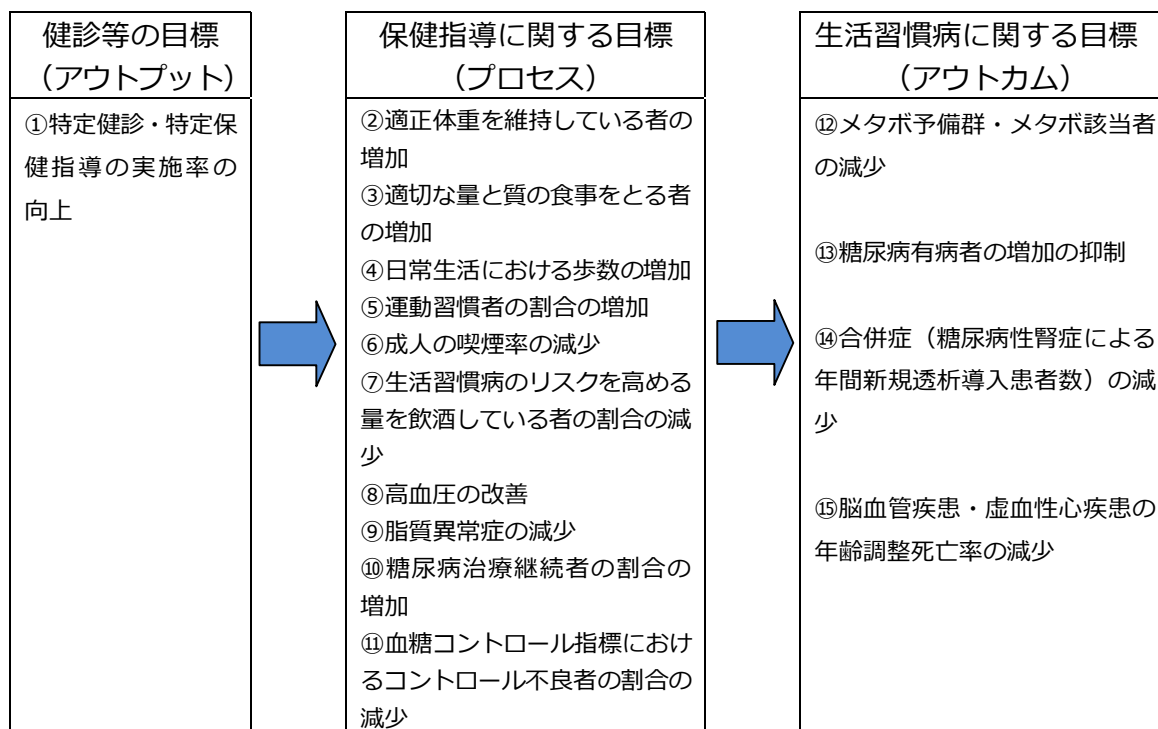 健診等の目標
（アウトプット）
①特定健診・特定保
健指導の実施率の
向上
保健指導に関する目標
（プロセス）
②適正体重を維持している者の
増加
③適切な量と質の食事をとる者
の増加
④日常生活における歩数の増加
⑤運動習慣者の割合の増加
⑥成人の喫煙率の減少
⑦生活習慣病のリスクを高める
量を飲酒している者の割合の減
少
⑧高血圧の改善
⑨脂質異常症の減少
⑩糖尿病治療継続者の割合の
増加
⑪血糖コントロール指標におけ
るコントロール不良者の割合の
減少
生活習慣病に関する目標
（アウトカム）
⑫メタボ予備群・メタボ該当者
の減少
⑬糖尿病有病者の増加の抑制
⑭合併症（糖尿病性腎症による
年間新規透析導入患者数）の減
少
⑮脳血管疾患・虚血性心疾患の
年齢調整死亡率の減少